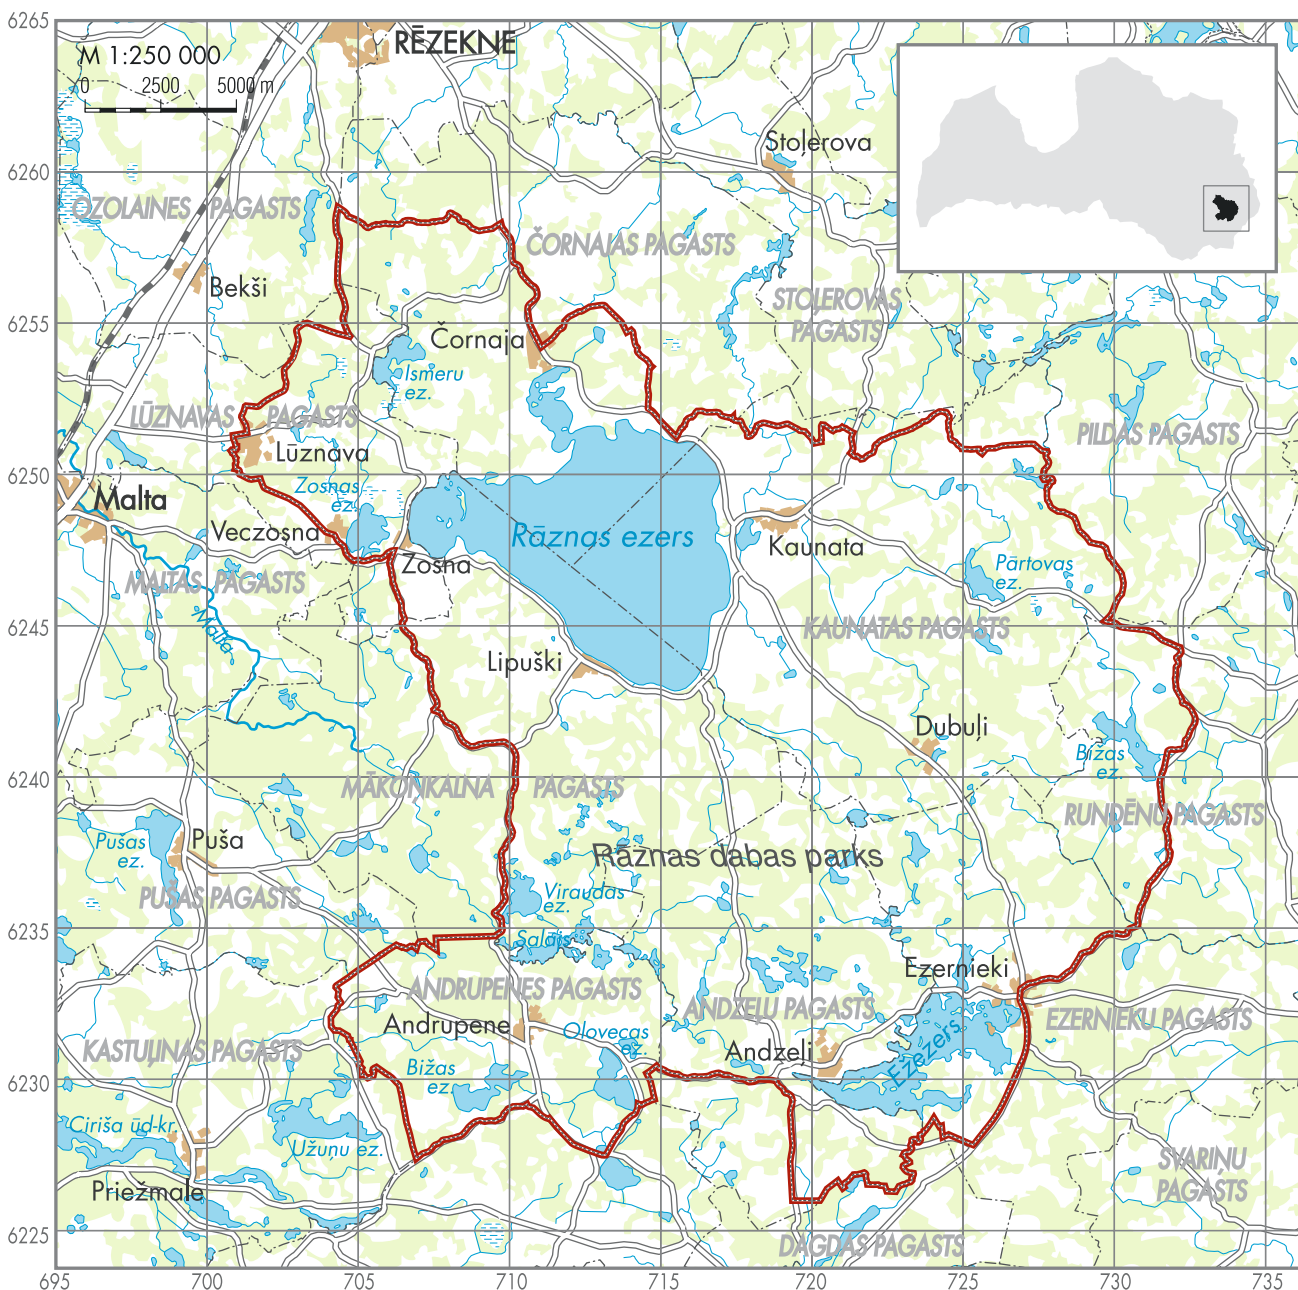 6265
RĒZEKNE
M 1:250 000
0 2500 5000 m
Stoļerova
6260
OZOLAINES PAGASTS
ČORNAJAS PAGASTS
Bekši
STOĻEROVAS
PAGASTS
6255
Čornaja
Ismeru
ez.
LŪZNAVAS PAGASTS
PILDAS PAGASTS
Lūznava
6250
Zosnas
ez.
Malta
Veczosna
Rāznas ezers
Kaunata
Zosna
Pārtovas
ez.
MALTAS PAGASTS
Malta
6245
KAUNATAS PAGASTS
Lipuški
Dubuļi
Bižas
ez.
6240
MĀKOŅKALNA PAGASTS
RUNDĒNU PAGASTS
Pušas
ez.
Puša
Rāznas dabas parks
PUŠAS PAGASTS
Viraudas
ez.
6235
Salajs
Ezernieki
ANDRUPENES PAGASTS
ANDZEĻU PAGASTS
EZERNIEKU PAGASTS
Andrupene
Olovecas
ez.
KASTUĻINAS PAGASTS
Andzeļi
Ezezers
6230
Bižas
ez.
Ciriša ūd-kr.
Užuņu ez.
SVARIŅU
PAGASTS
Priežmale
6225
DAGDAS PAGASTS
695 700 705 710 715 720 725 730 735